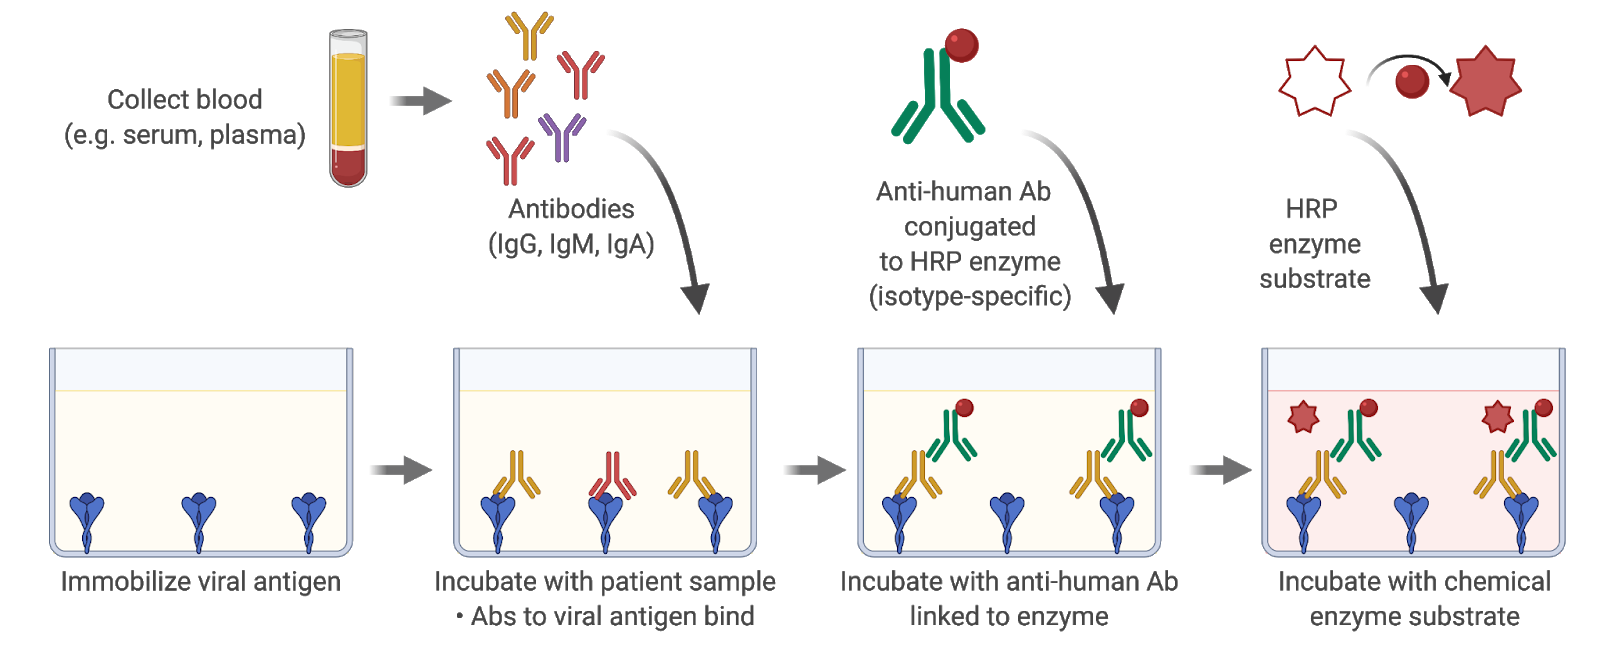 Collect blood
(e.g. serum, plasma)
Antibodies
(IgG, IgM, IgA)
Anti-human Ab
conjugated
to HRP enzyme
(isotype-specific)
HRP
enzyme
substrate
Immobilize viral antigen
Incubate with patient sample
• Abs to viral antigen bind
Incubate with anti-human Ab
linked to enzyme
Incubate with chemical
enzyme substrate